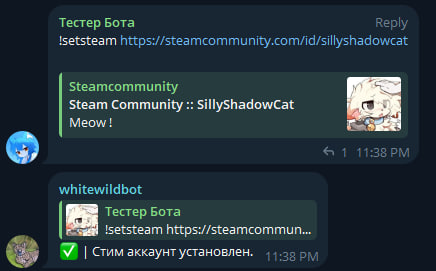 Тестер Бота Reply
!setsteam https://steamcommunity.com/id/sillyshadowcat
Steamcommunity
Steam Community :: SillyShadowCat
Meow !
1 11:38 PM
whitewildbot
Тестер Бота
!setsteam https://steamcommun...
✅ | Стим аккаунт установлен. 11:38 PM